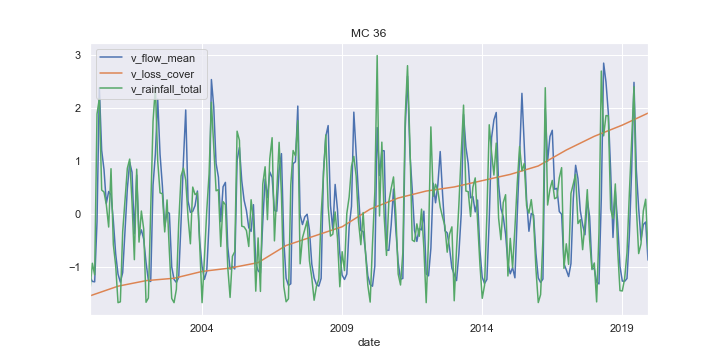 MC 36
v_flow_mean
v_loss_cover
v_rainfall_total
3
2
1
0
−1
2004
2009
2014
2019
date